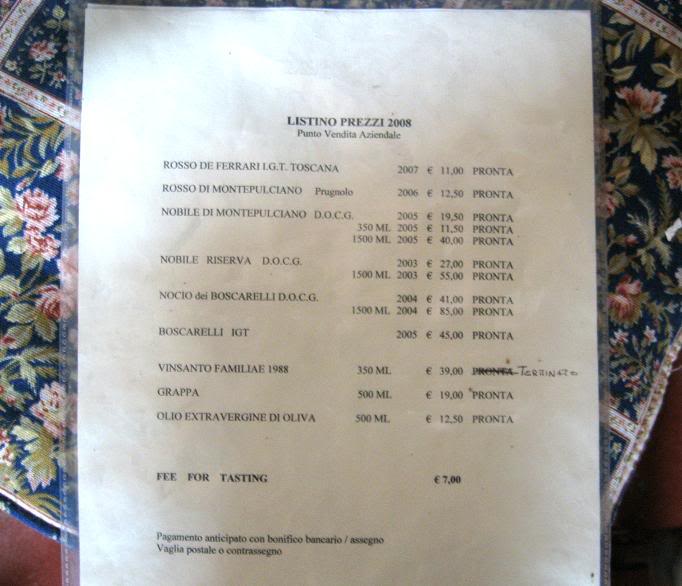 LISTINO PREZZI 2008
Punto Vendita Aziendale
ROSSO DE FERRARI I.G.T. TOSCANA 2007 € 11,00 PRONTA
ROSSO DI MONTEPULCIANO Prugnolo 2006 € 12,50 PRONTA
NOBILE DI MONTEPULCIANO D.O.C.G. 2005 € 19,50 PRONTA
350 ML 2005 € 11,50 PRONTA
1500 ML 2005 € 40,00 PRONTA
NOBILE RISERVA D.O.C.G. 2003 € 27,00 PRONTA
1500 ML 2003 € 55,00 PRONTA
NOCIO dei BOSCARELLI D.O.C.G. 2004 € 41,00 PRONTA
1500 ML 2004 € 85,00 PRONTA
BOSCARELLI IGT 2005 € 45,00 PRONTA
VINSANTO FAMILIAE 1988 350 ML € 39,00 PRONTA TERMINATO
GRAPPA 500 ML € 19,00 PRONTA
OLIO EXTRAVERGINE DI OLIVA 500 ML € 12,50 PRONTA
FEE FOR TASTING € 7,00
Pagamento anticipato con bonifico bancario / assegno
Vaglia postale o contrassegno